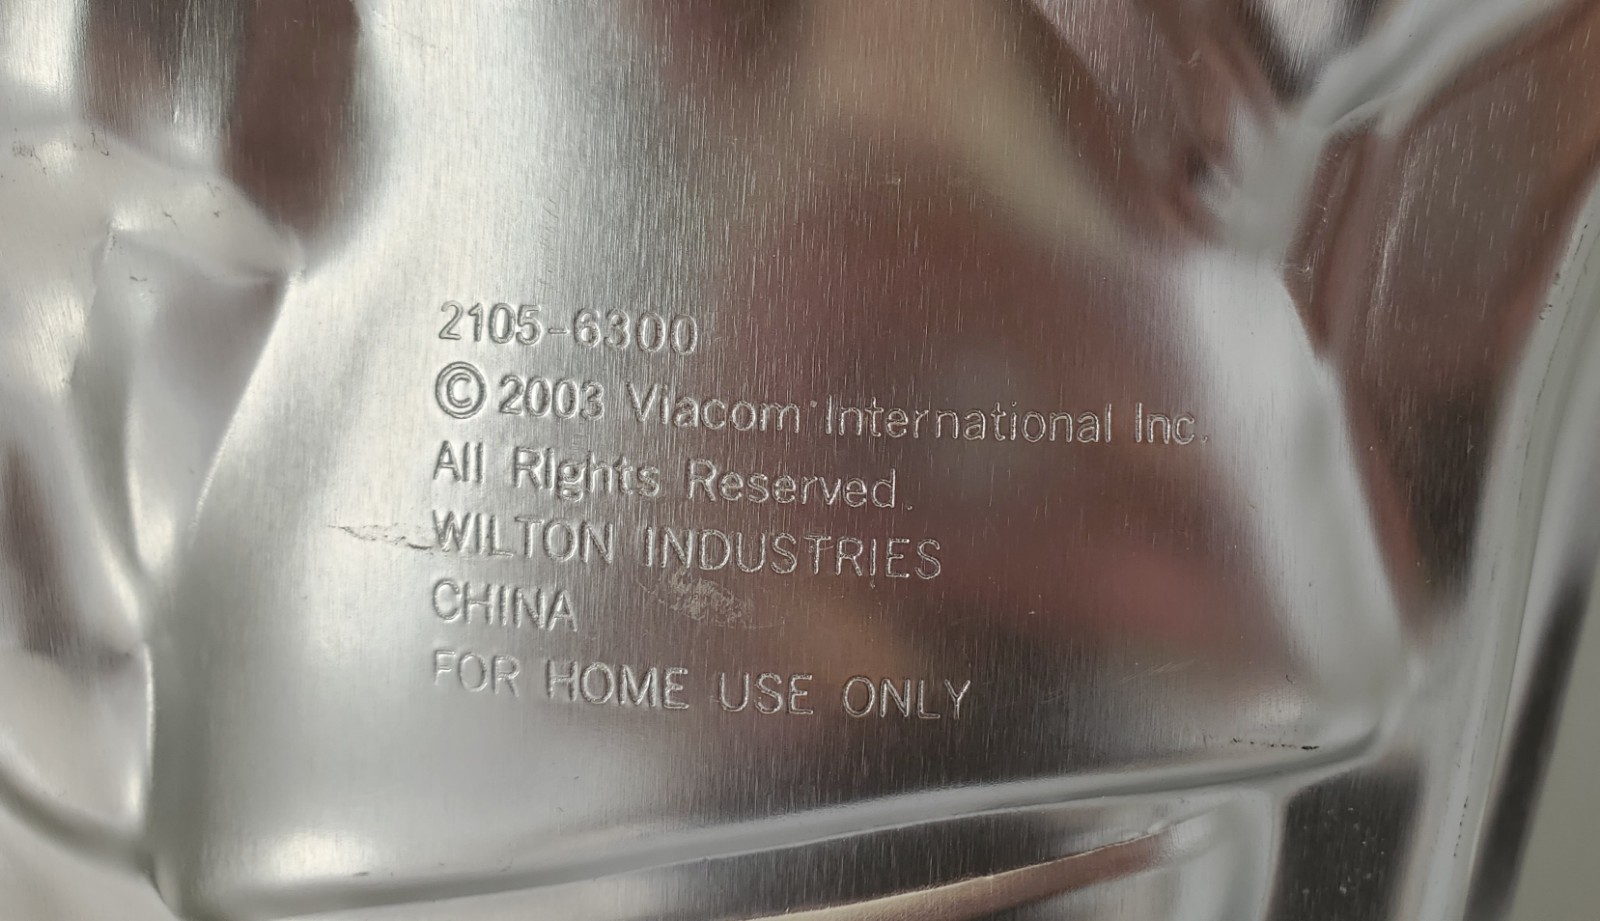 2105-6300
© 2003 Viacom International Inc.
All Rights Reserved.
WILTON INDUSTRIES
CHINA
FOR HOME USE ONLY